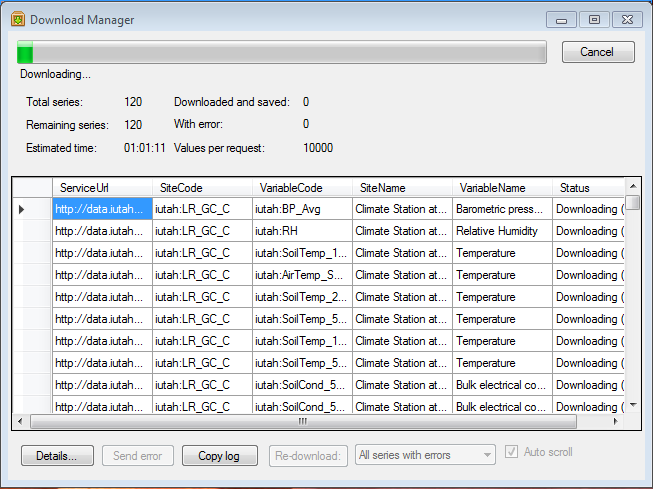 Download Manager
Cancel
Downloading...
Total series: 120 Downloaded and saved: 0
Remaining series: 120 With error: 0
Estimated time: 01:01:11 Values per request: 10000
ServiceUrl SiteCode VariableCode SiteName VariableName Status
http://data.iutah... iutah:LR_GC_C iutah:BP_Avg Climate Station at... Barometric press... Downloading (
http://data.iutah... iutah:LR_GC_C iutah:RH Climate Station at... Relative Humidity Downloading (
http://data.iutah... iutah:LR_GC_C iutah:SoilTemp_1... Climate Station at... Temperature Downloading (
http://data.iutah... iutah:LR_GC_C iutah:AirTemp_S... Climate Station at... Temperature Downloading (
http://data.iutah... iutah:LR_GC_C iutah:SoilTemp_2... Climate Station at... Temperature Downloading (
http://data.iutah... iutah:LR_GC_C iutah:SoilTemp_5... Climate Station at... Temperature Downloading (
http://data.iutah... iutah:LR_GC_C iutah:SoilTemp_1... Climate Station at... Temperature Downloading (
http://data.iutah... iutah:LR_GC_C iutah:SoilTemp_5... Climate Station at... Temperature Downloading (
http://data.iutah... iutah:LR_GC_C iutah:SoilCond_5... Climate Station at... Bulk electrical co... Downloading (
http://data.iutah... iutah:LR_GC_C iutah:SoilCond_5... Climate Station at... Bulk electrical co... Downloading (
Details... Send error Copy log Re-download: All series with errors Auto scroll